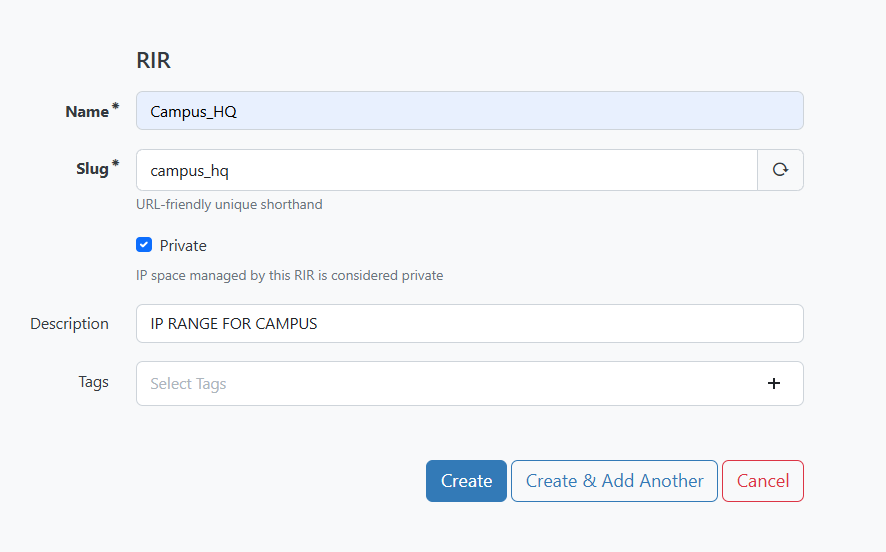 RIR
Name*
Campus_HQ
Slug*
campus_hq
URL-friendly unique shorthand
Private
IP space managed by this RIR is considered private
Description
IP RANGE FOR CAMPUS
Tags
Select Tags
Create
Create & Add Another
Cancel